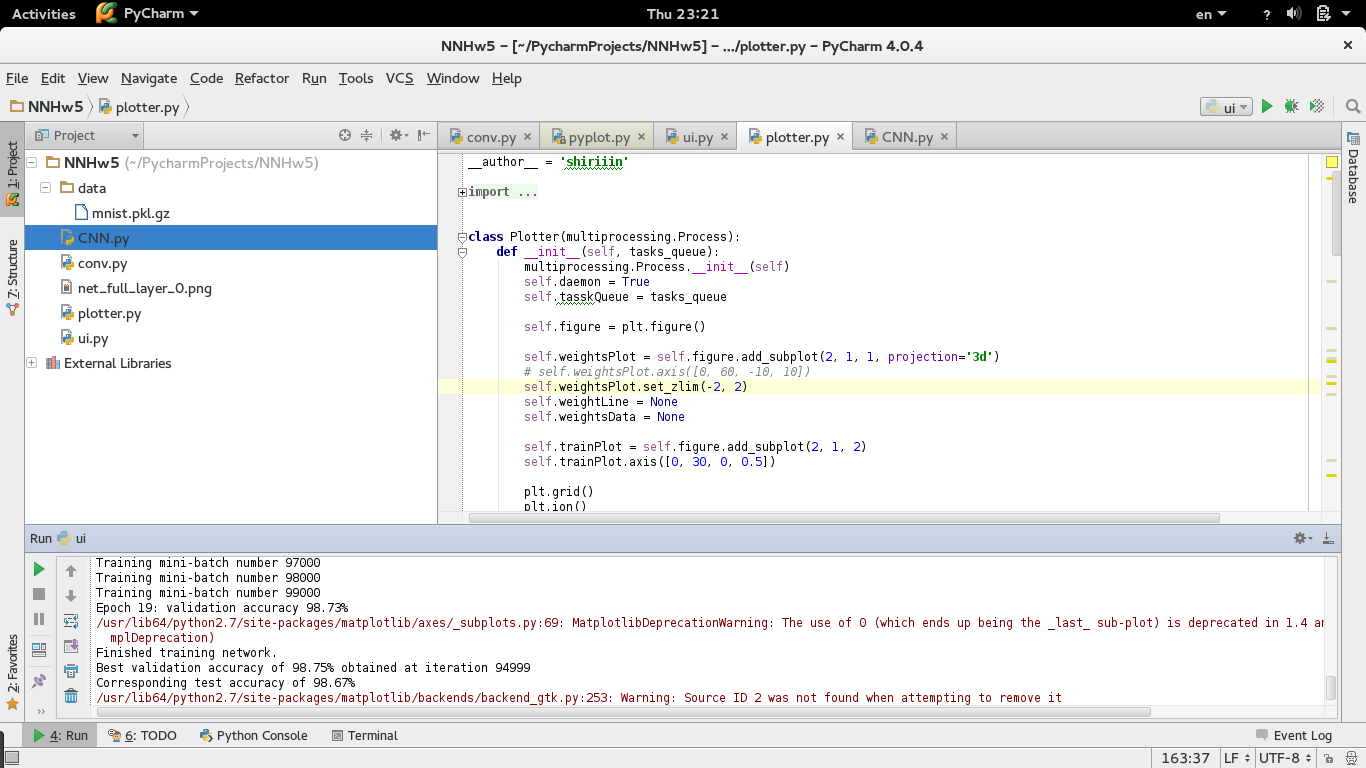 Activities PyCharm Thu 23:21 en ?
NNHw5 – [~/PycharmProjects/NNHw5] – .../plotter.py – PyCharm 4.0.4 ×
File Edit View Navigate Code Refactor Run Tools VCS Window Help
NNHw5 plotter.py ui
1: Project
7: Structure
2: Favorites
Project
NNHw5 (~/PycharmProjects/NNHw5)
data
mnist.pkl.gz
CNN.py
conv.py
net_full_layer_0.png
plotter.py
ui.py
External Libraries
conv.py × pyplot.py × ui.py × plotter.py × CNN.py ×
Database
__author__ = 'shiriiin'
import ...
class Plotter(multiprocessing.Process):
def __init__(self, tasks_queue):
multiprocessing.Process.__init__(self)
self.daemon = True
self.tasskQueue = tasks_queue
self.figure = plt.figure()
self.weightsPlot = self.figure.add_subplot(2, 1, 1, projection='3d')
# self.weightsPlot.axis([0, 60, -10, 10])
self.weightsPlot.set_zlim(-2, 2)
self.weightLine = None
self.weightsData = None
self.trainPlot = self.figure.add_subplot(2, 1, 2)
self.trainPlot.axis([0, 30, 0, 0.5])
plt.grid()
plt.ion()
Run ui
Training mini-batch number 97000
Training mini-batch number 98000
Training mini-batch number 99000
Epoch 19: validation accuracy 98.73%
/usr/lib64/python2.7/site-packages/matplotlib/axes/_subplots.py:69: MatplotlibDeprecationWarning: The use of 0 (which ends up being the _last_ sub-plot) is deprecated in 1.4 an
mplDeprecation)
Finished training network.
Best validation accuracy of 98.75% obtained at iteration 94999
Corresponding test accuracy of 98.67%
/usr/lib64/python2.7/site-packages/matplotlib/backends/backend_gtk.py:253: Warning: Source ID 2 was not found when attempting to remove it
4: Run 6: TODO Python Console Terminal Event Log
163:37 LF UTF-8